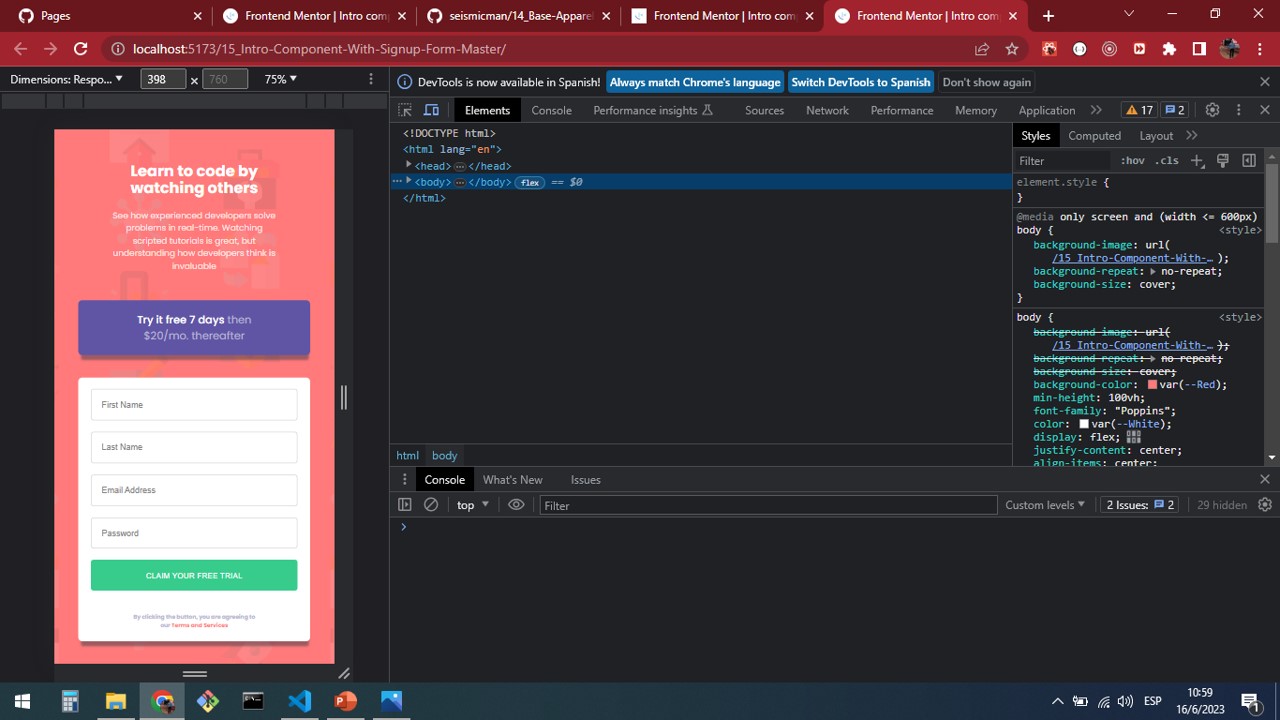 Pages
Frontend Mentor | Intro com
seismicman/14_Base-Apparel
Frontend Mentor | Intro com
Frontend Mentor | Intro com
localhost:5173/15_Intro-Component-With-Signup-Form-Master/
Dimensions: Respo... ▼ 398 × 760 75% ▼
DevTools is now available in Spanish! Always match Chrome's language Switch DevTools to Spanish Don't show again
Elements Console Performance insights Sources Network Performance Memory Application 17 2
<!DOCTYPE html>
<html lang="en">
<head> ... </head>
... <body> ... </body> flex == $0
</html>
html body
Styles Computed Layout
Filter :hov .cls
element.style {
}
@media only screen and (width <= 600px)
body { <style>
background-image: url(
/15_Intro-Component-With-… );
background-repeat: no-repeat;
background-size: cover;
}
body { <style>
background-image: url(
/15_Intro-Component-With-… );
background-repeat: no-repeat;
background-size: cover;
background-color: var(--Red);
min-height: 100vh;
font-family: "Poppins";
color: var(--White);
display: flex;
justify-content: center;
align-items: center;
Learn to code by
watching others
See how experienced developers solve
problems in real-time. Watching
scripted tutorials is great, but
understanding how developers think is
invaluable
Try it free 7 days then
$20/mo. thereafter
First Name
Last Name
Email Address
Password
CLAIM YOUR FREE TRIAL
By clicking the button, you are agreeing to
our Terms and Services
Console What's New Issues
top ▼ Filter Custom levels ▼ 2 Issues: 2 29 hidden
ESP
10:59
16/6/2023
1